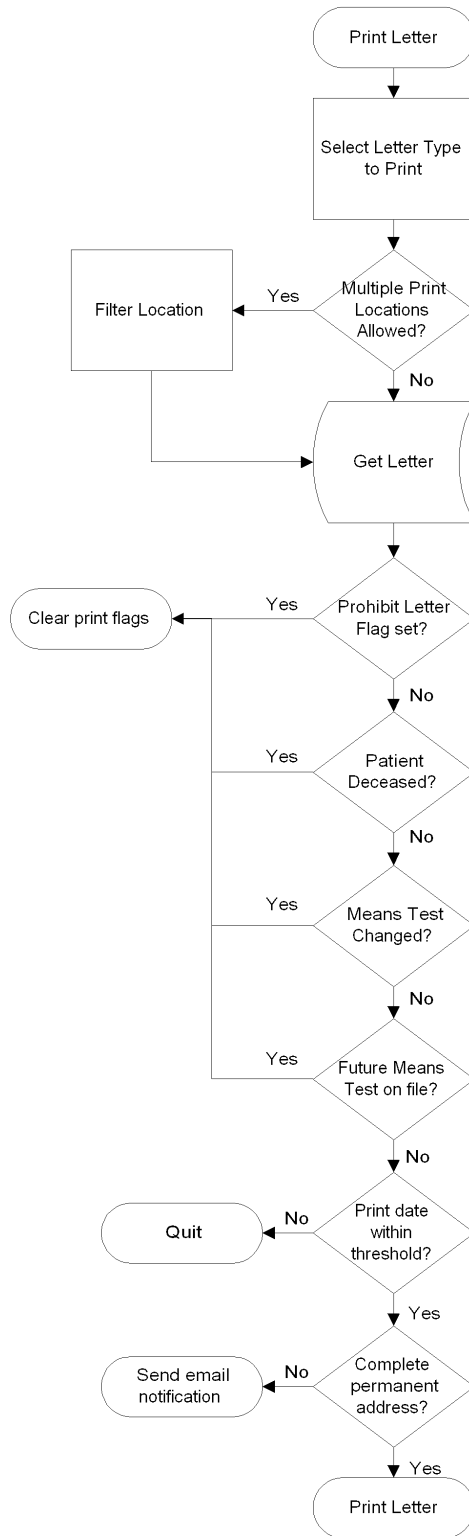 Print Letter
Select Letter Type
to Print
Multiple Print
Locations
Allowed?
Yes
Filter Location
No
Get Letter
Prohibit Letter
Flag set?
Yes
Clear print flags
No
Patient
Deceased?
Yes
No
Means Test
Changed?
Yes
No
Future Means
Test on file?
Yes
No
Print date
within
threshold?
No
Quit
Yes
Complete
permanent
address?
No
Send email
notification
Yes
Print Letter